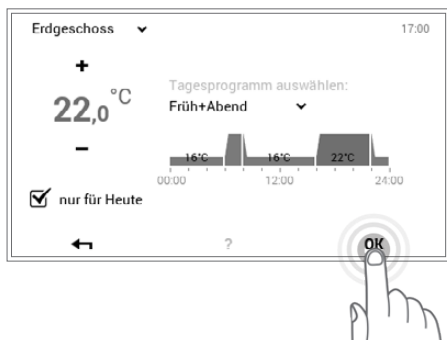 Erdgeschoss
17:00
+
22,0 °C
−
Tagesprogramm auswählen:
Früh+Abend
16°C 16°C 22°C
00:00 12:00 24:00
nur für Heute
?
OK